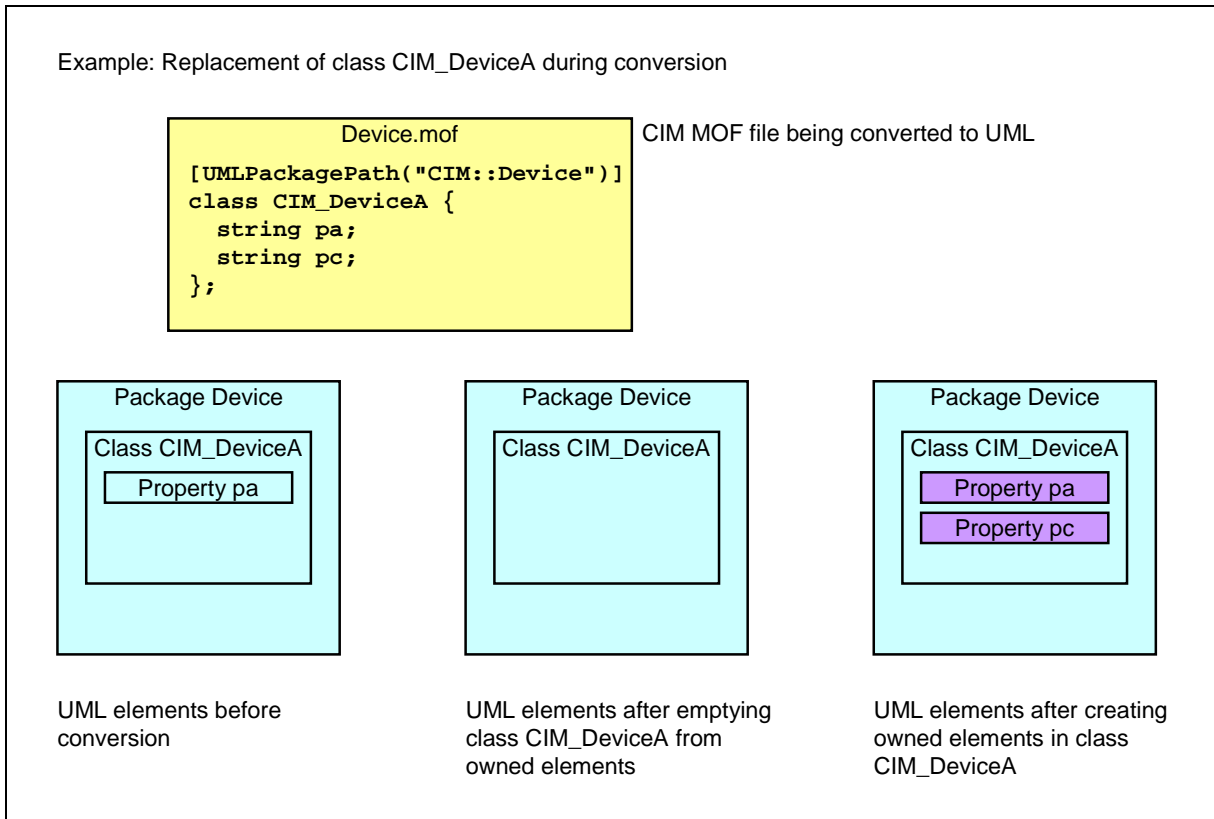 Example: Replacement of class CIM_DeviceA during conversion
Device.mof
CIM MOF file being converted to UML
[UMLPackagePath("CIM::Device")]
class CIM_DeviceA {
string pa;
string pc;
};
Package Device
Class CIM_DeviceA
Property pa
Package Device
Class CIM_DeviceA
Package Device
Class CIM_DeviceA
Property pa
Property pc
UML elements before
conversion
UML elements after emptying
class CIM_DeviceA from
owned elements
UML elements after creating
owned elements in class
CIM_DeviceA